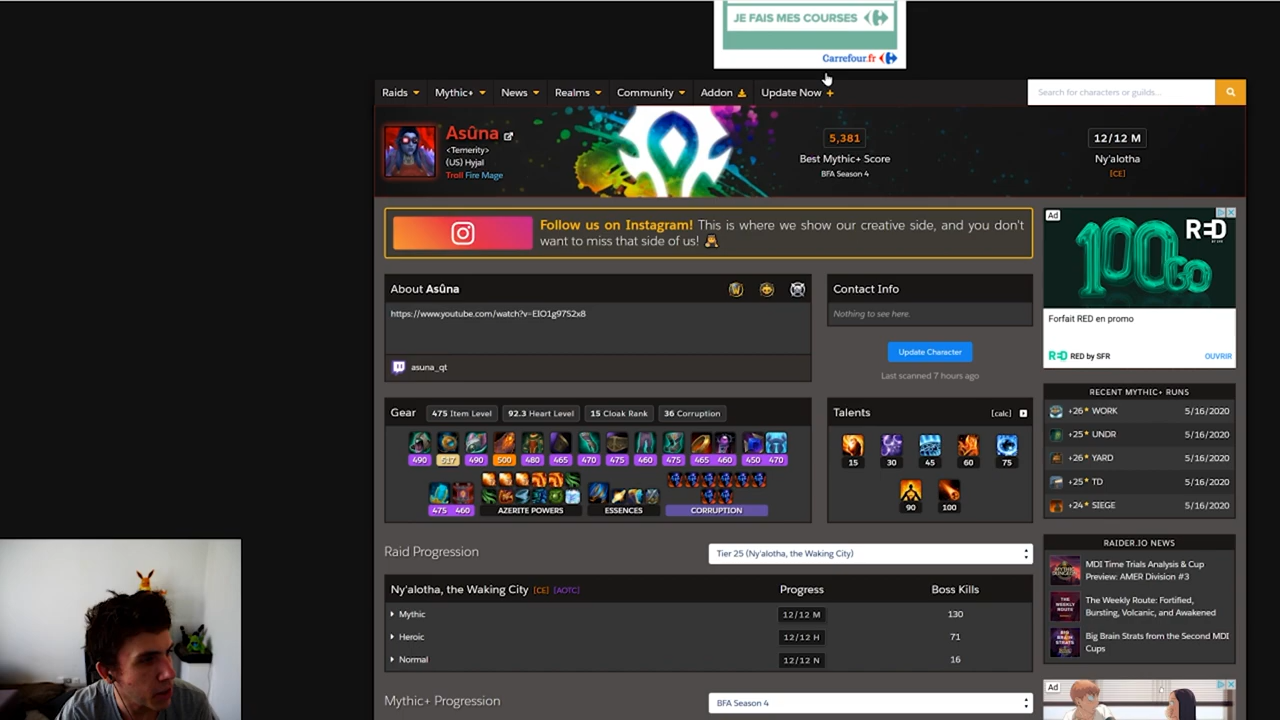 JE FAIS MES COURSES
Carrefour.fr
Raids Mythic+ News Realms Community Addon Update Now
Search for characters or guilds...
Asûna
<Temerity>
(US) Hyjal
Troll Fire Mage
5,381
Best Mythic+ Score
BFA Season 4
12/12 M
Ny'alotha
[CE]
Follow us on Instagram! This is where we show our creative side, and you don't
want to miss that side of us!
About Asûna
https://www.youtube.com/watch?v=EIO1g97S2x8
asuna_qt
Contact Info
Nothing to see here.
Update Character
Last scanned 7 hours ago
Ad
100Go
RED
BY SFR
Forfait RED en promo
RED RED by SFR OUVRIR
Gear 475 Item Level 92.3 Heart Level 15 Cloak Rank 36 Corruption
490 517 490 500 480 465 470 475 460 475 465 460 450 470
475 460 AZERITE POWERS ESSENCES CORRUPTION
Talents [calc]
15 30 45 60 75
90 100
RECENT MYTHIC+ RUNS
+26* WORK 5/16/2020
+25* UNDR 5/16/2020
+26* YARD 5/16/2020
+25* TD 5/16/2020
+24* SIEGE 5/16/2020
Raid Progression Tier 25 (Ny'alotha, the Waking City)
Ny'alotha, the Waking City [CE] [AOTC] Progress Boss Kills
Mythic 12/12 M 130
Heroic 12/12 H 71
Normal 12/12 N 16
Mythic+ Progression BFA Season 4
RAIDER.IO NEWS
MDI Time Trials Analysis & Cup
Preview: AMER Division #3
The Weekly Route: Fortified,
Bursting, Volcanic, and Awakened
Big Brain Strats from the Second MDI
Cups
Ad